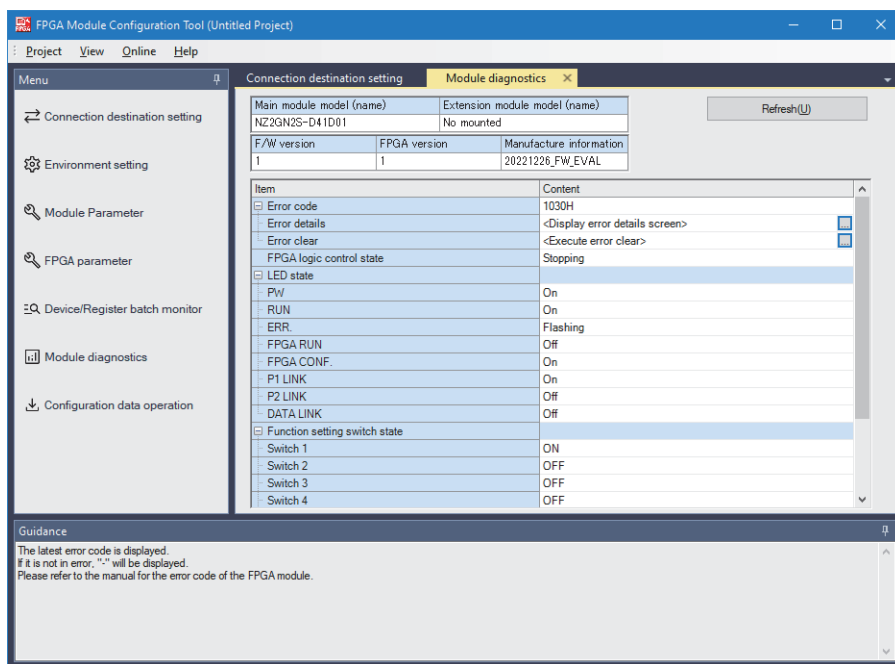 FPGA Module Configuration Tool (Untitled Project)
Project View Online Help
Menu
Connection destination setting
Environment setting
Module Parameter
FPGA parameter
Device/Register batch monitor
Module diagnostics
Configuration data operation
Connection destination setting Module diagnostics
Main module model (name) Extension module model (name)
NZ2GN2S-D41D01 No mounted
F/W version FPGA version Manufacture information
1 1 20221226_FW_EVAL
Refresh(U)
Item Content
Error code 1030H
Error details <Display error details screen> ...
Error clear <Execute error clear> ...
FPGA logic control state Stopping
LED state
PW On
RUN On
ERR. Flashing
FPGA RUN Off
FPGA CONF. On
P1 LINK On
P2 LINK Off
DATA LINK Off
Function setting switch state
Switch 1 ON
Switch 2 OFF
Switch 3 OFF
Switch 4 OFF
Guidance
The latest error code is displayed.
If it is not in error, "-" will be displayed.
Please refer to the manual for the error code of the FPGA module.